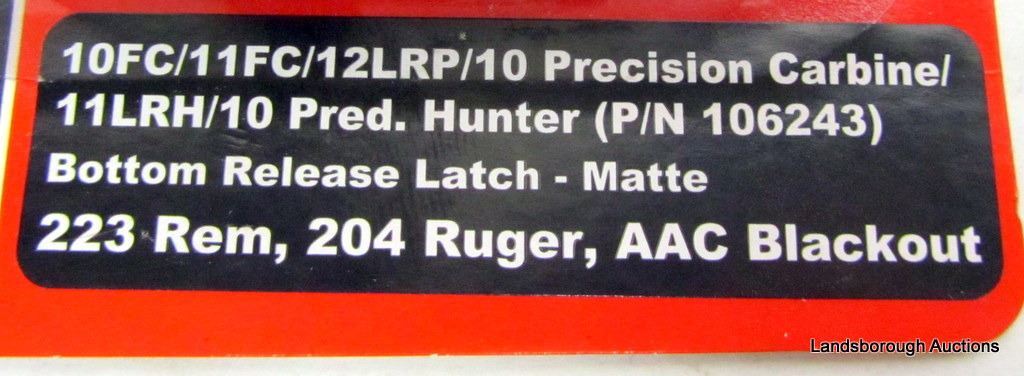 10FC/11FC/12LRP/10 Precision Carbine/
11LRH/10 Pred. Hunter (P/N 106243)
Bottom Release Latch - Matte
223 Rem, 204 Ruger, AAC Blackout
Landsborough Auctions